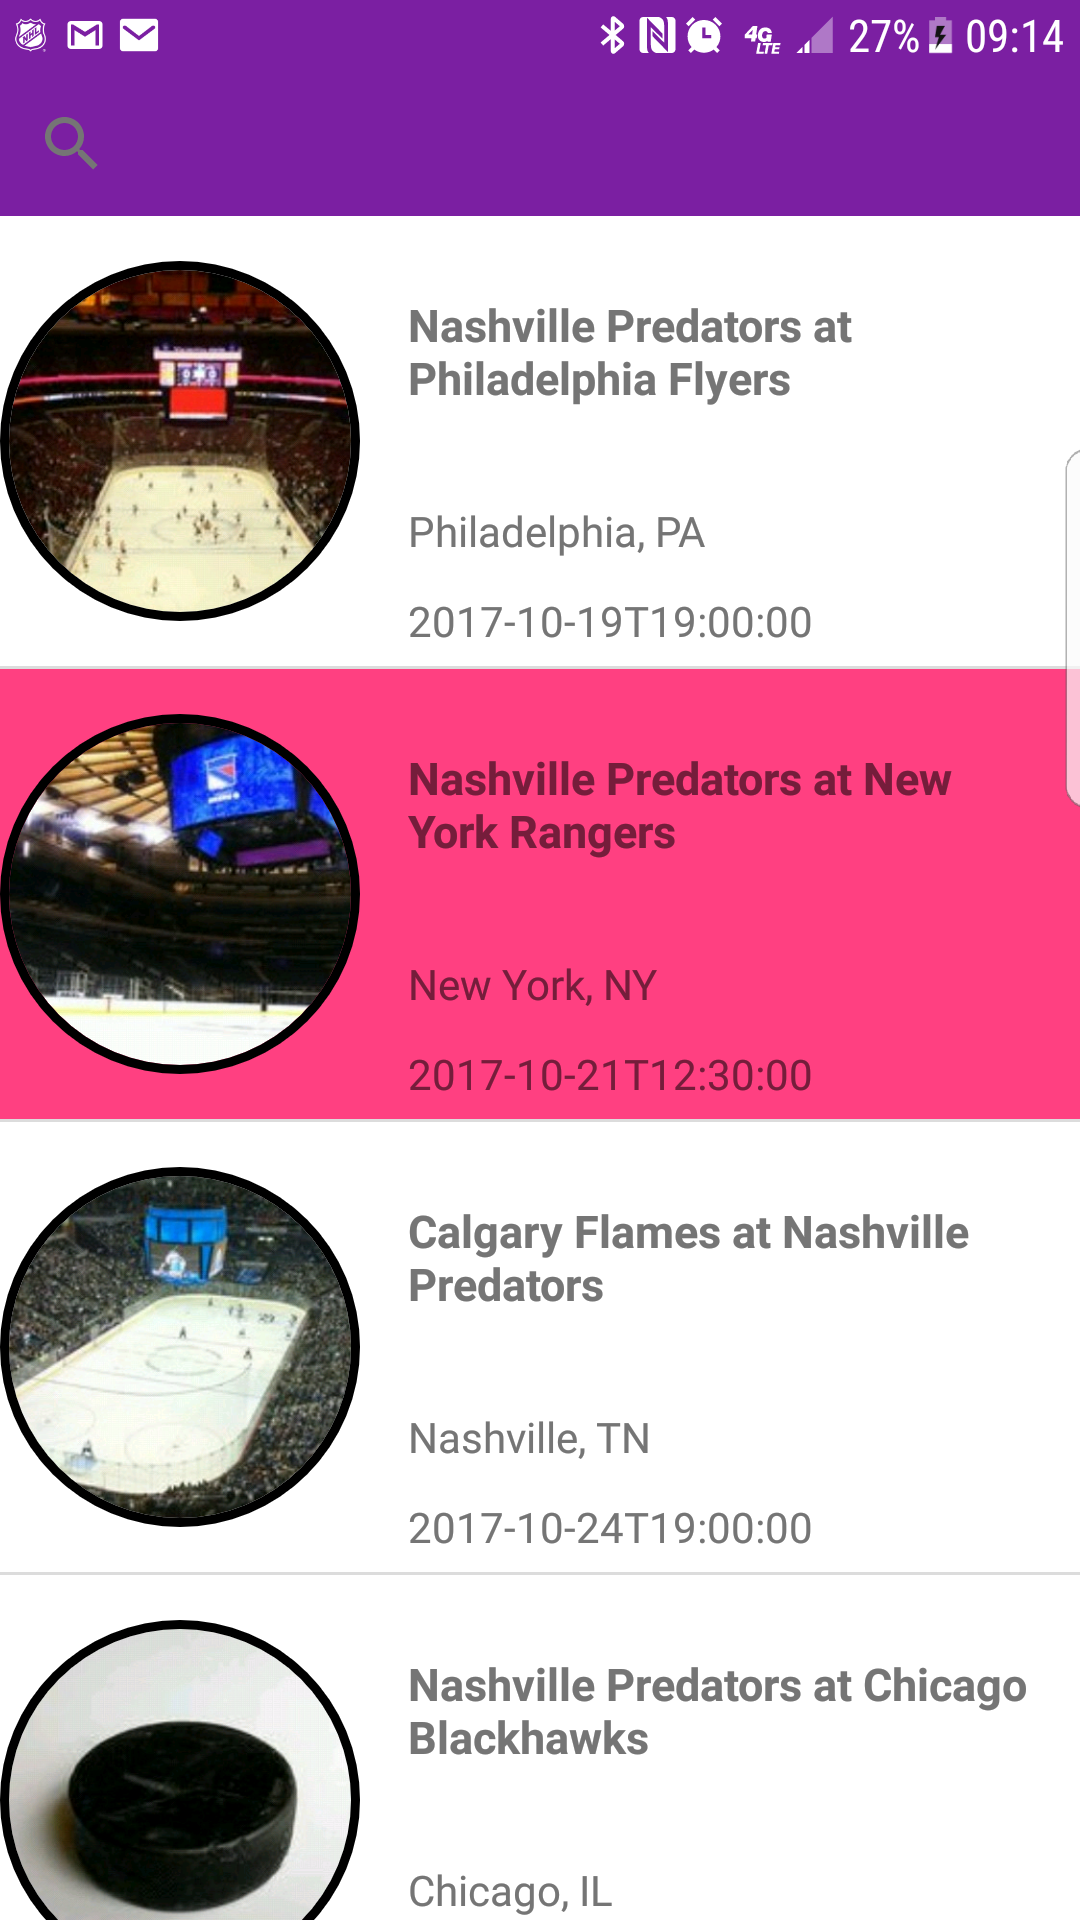 27% 09:14
4G
LTE
Nashville Predators at
Philadelphia Flyers
Philadelphia, PA
2017-10-19T19:00:00
Nashville Predators at New
York Rangers
New York, NY
2017-10-21T12:30:00
Calgary Flames at Nashville
Predators
Nashville, TN
2017-10-24T19:00:00
Nashville Predators at Chicago
Blackhawks
Chicago, IL